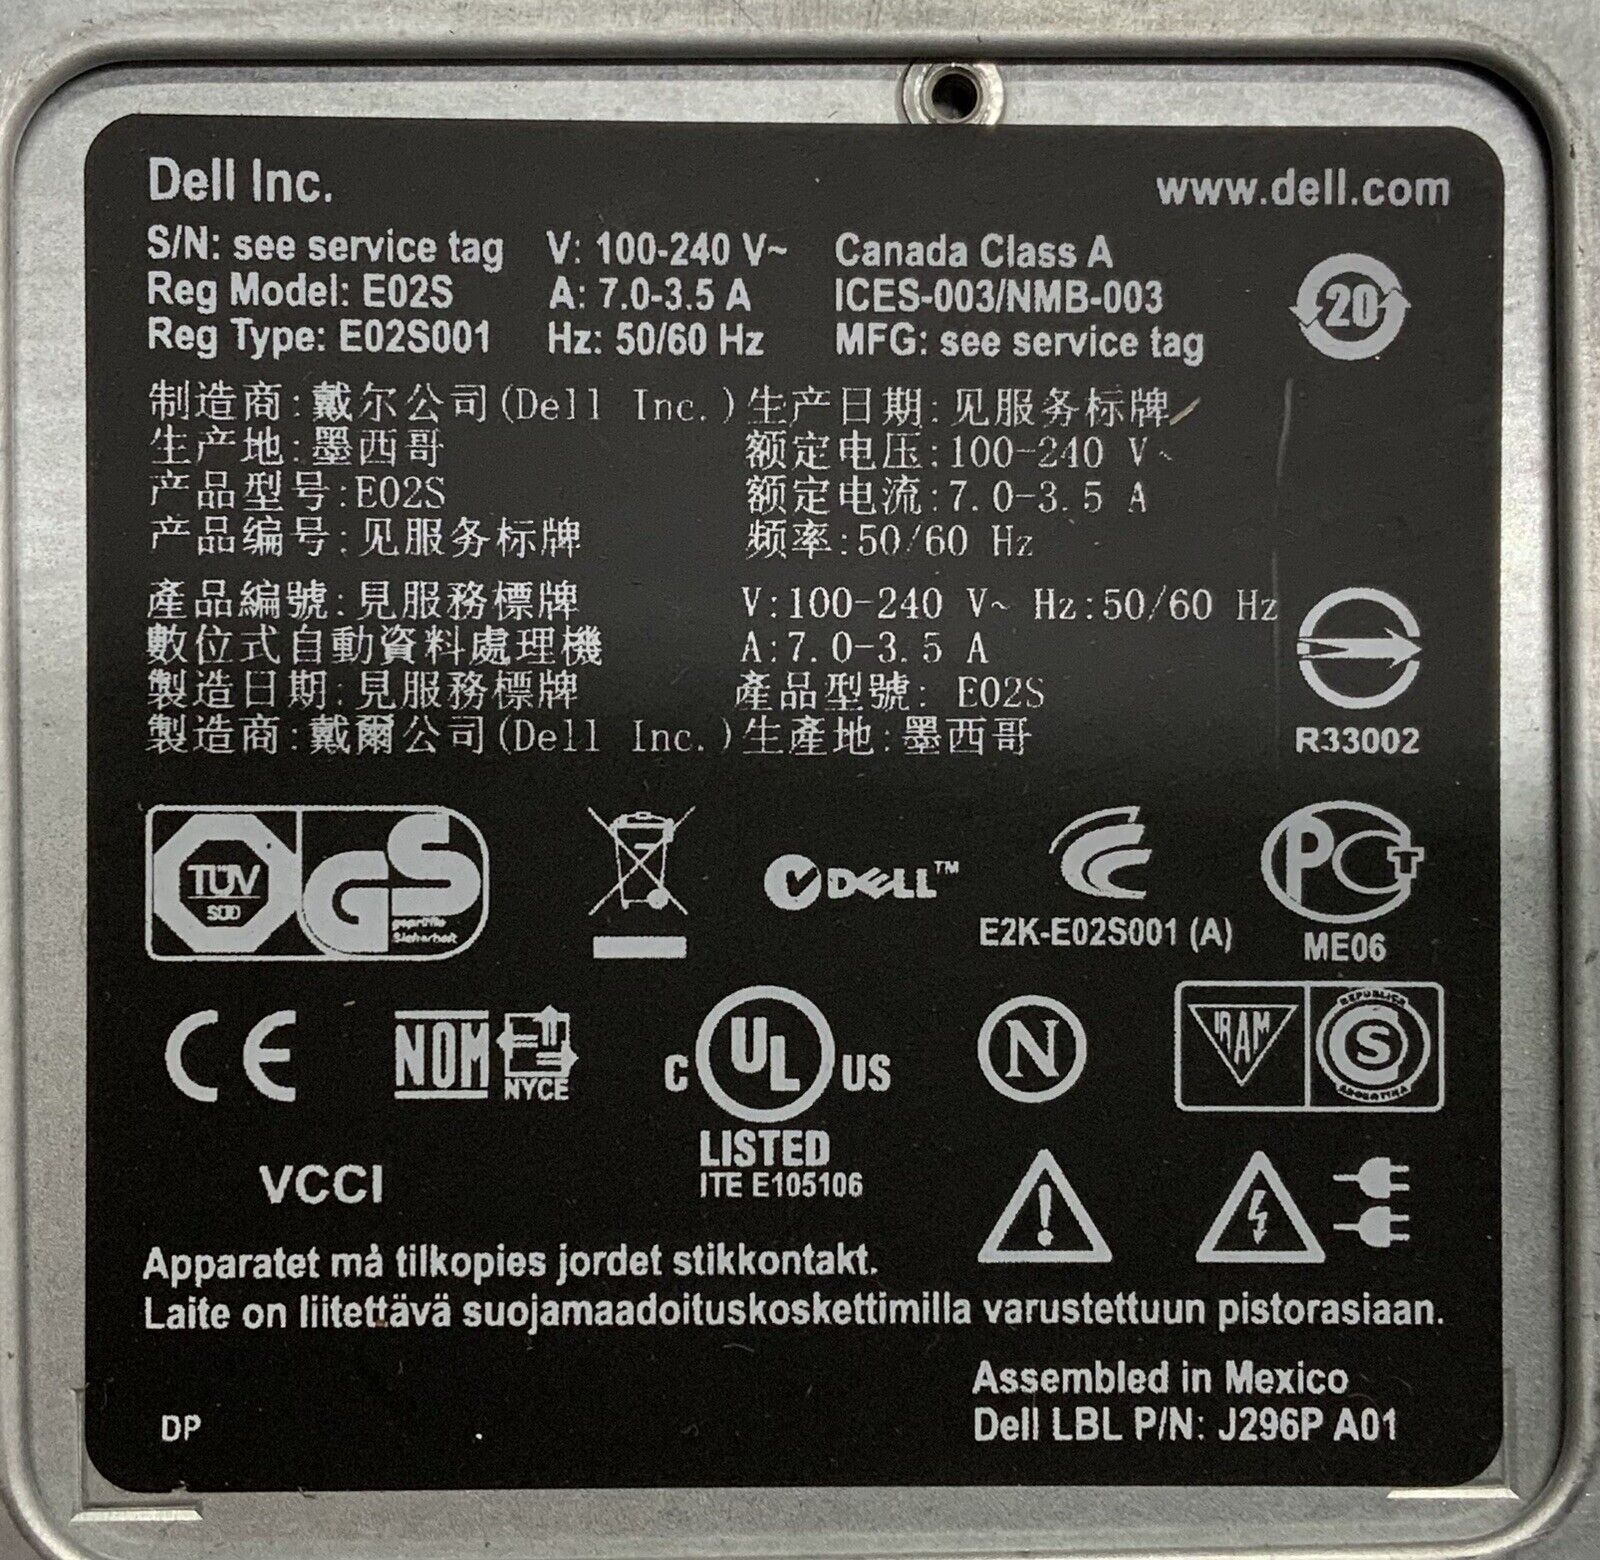 Dell Inc.
www.dell.com
S/N: see service tag V: 100-240 V~ Canada Class A
Reg Model: E02S A: 7.0-3.5 A ICES-003/NMB-003
Reg Type: E02S001 Hz: 50/60 Hz MFG: see service tag
20
制造商:戴尔公司(Dell Inc.)生产日期:见服务标牌
生产地:墨西哥 额定电压:100-240 V~
产品型号:E02S 额定电流:7.0-3.5 A
产品编号:见服务标牌 频率:50/60 Hz
產品編號:見服務標牌 V:100-240 V~ Hz:50/60 Hz
數位式自動資料處理機 A:7.0-3.5 A
製造日期:見服務標牌 產品型號: E02S
製造商:戴爾公司(Dell Inc.)生產地:墨西哥
R33002
TÜV
SÜD
GS
geprüfte
Sicherheit
DELL™
E2K-E02S001 (A)
PCT
ME06
CE
NOM
NYCE
C UL US
LISTED
ITE E105106
N
IRAM
REPUBLICA
S
ARGENTINA
VCCI
Apparatet må tilkopies jordet stikkontakt.
Laite on liitettävä suojamaadoituskoskettimilla varustettuun pistorasiaan.
Assembled in Mexico
DP
Dell LBL P/N: J296P A01